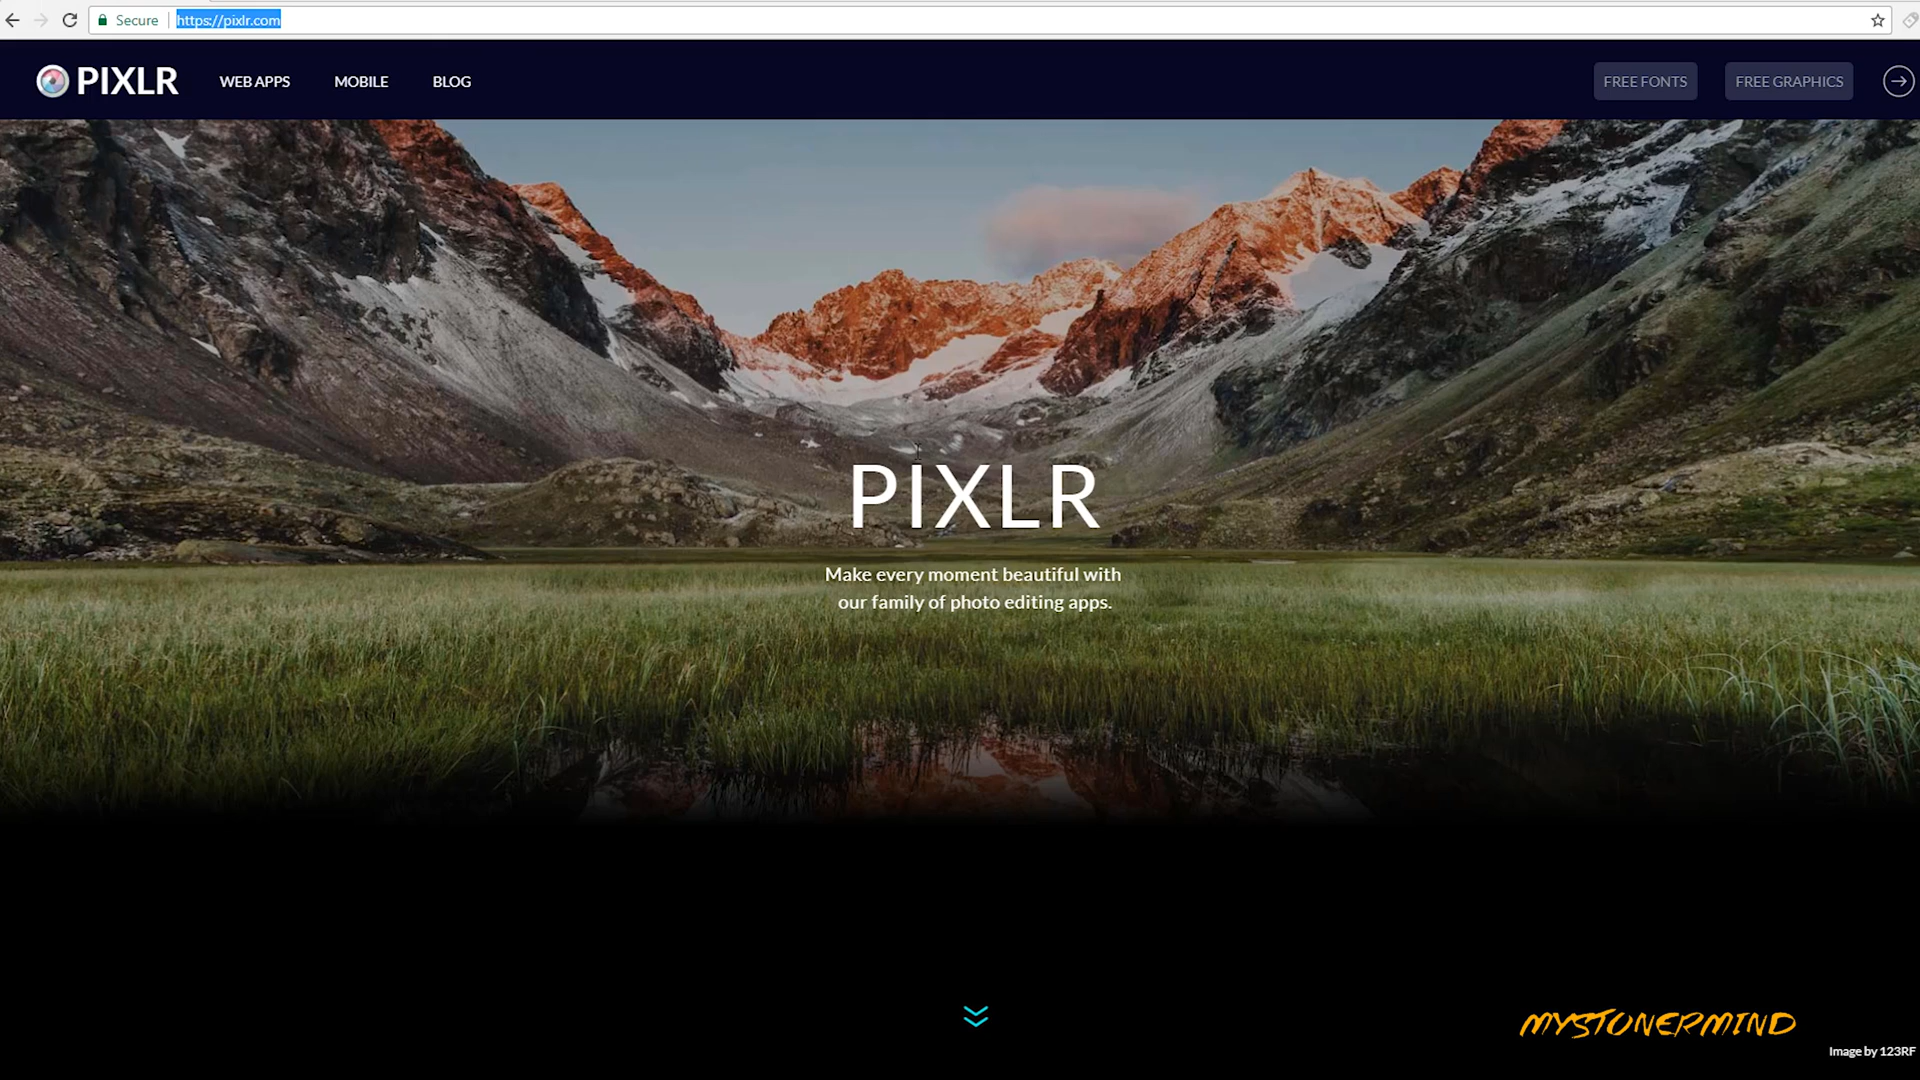 Secure
https://pixlr.com
PIXLR
WEB APPS
MOBILE
BLOG
FREE FONTS
FREE GRAPHICS
PIXLR
Make every moment beautiful with
our family of photo editing apps.
MYSTONERMIND
Image by 123RF